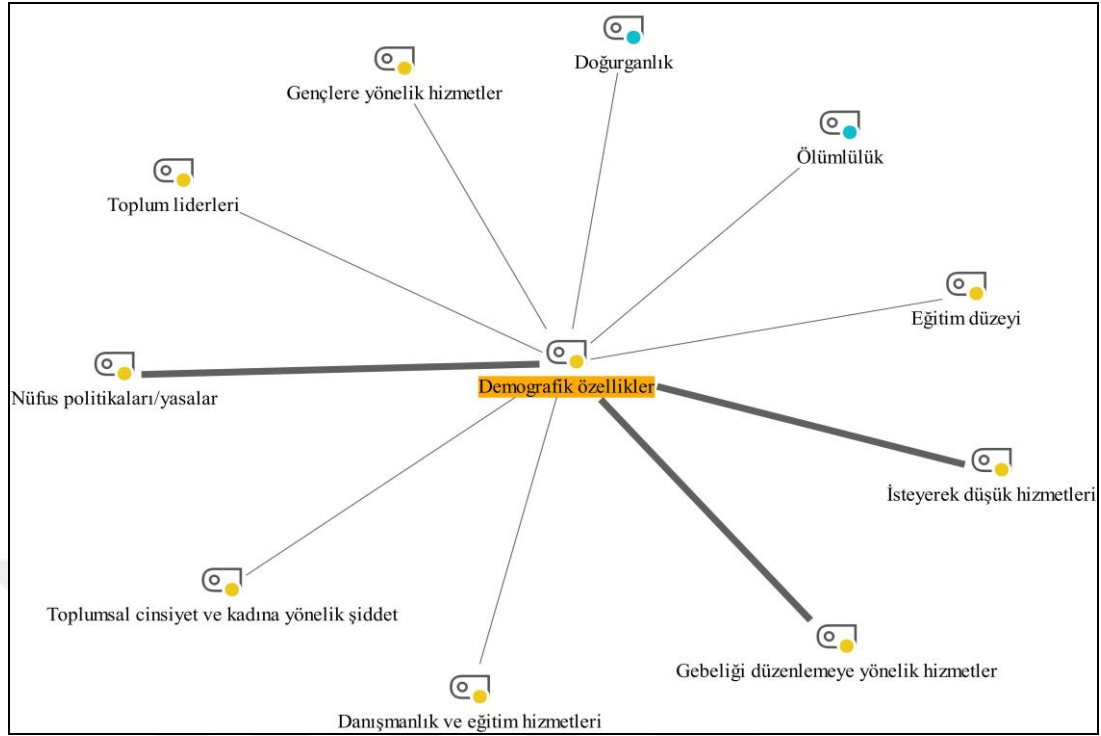 Doğurganlık
Gençlere yönelik hizmetler
Ölümlülük
Toplum liderleri
Eğitim düzeyi
Demografik özellikler
Nüfus politikaları/yasalar
İsteyerek düşük hizmetleri
Toplumsal cinsiyet ve kadına yönelik şiddet
Gebeliği düzenlemeye yönelik hizmetler
Danışmanlık ve eğitim hizmetleri